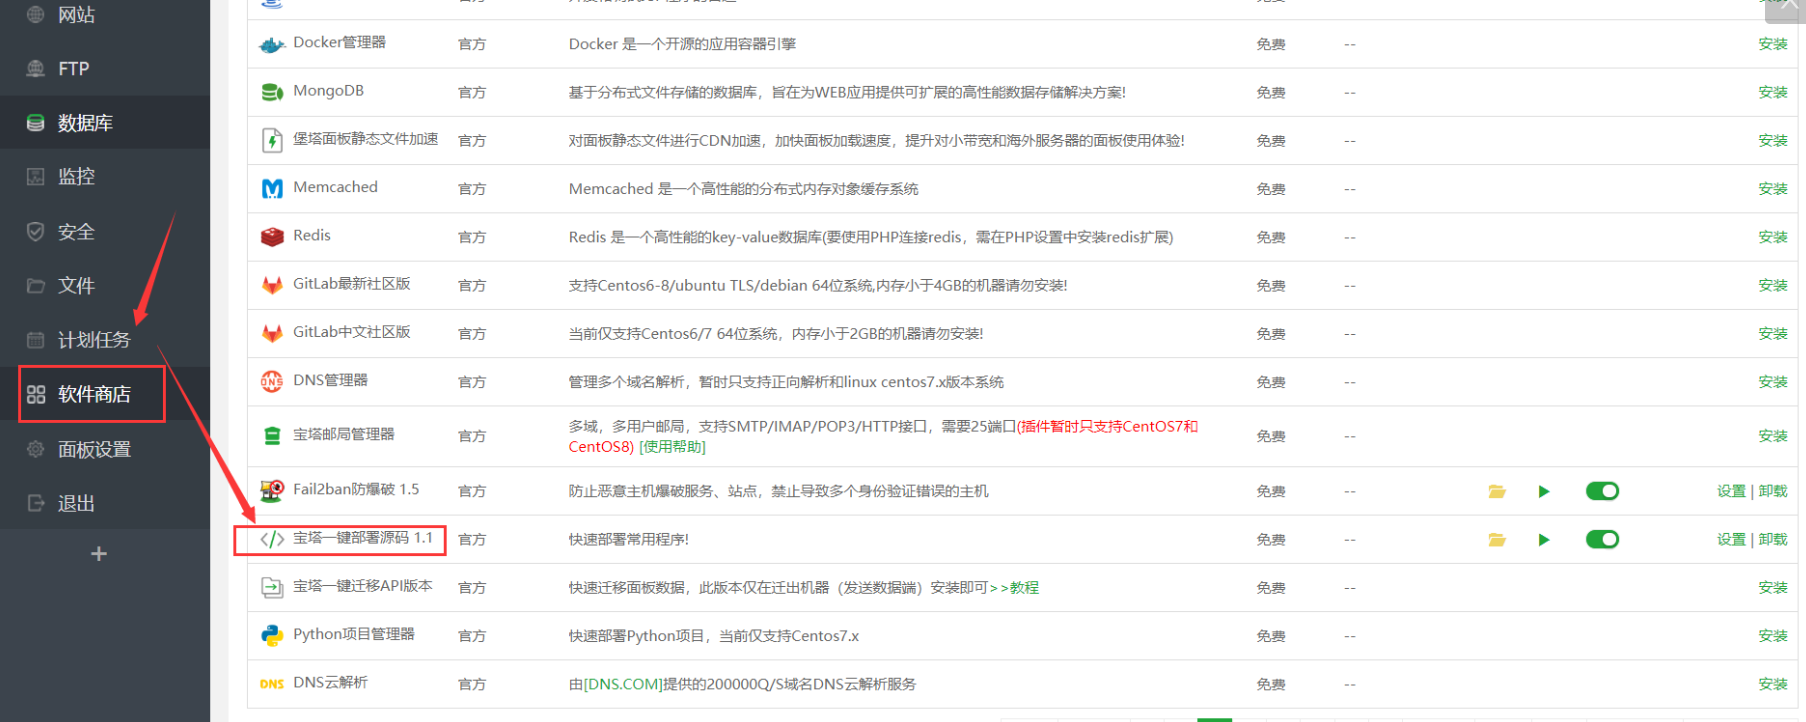 网站
FTP
数据库
监控
安全
文件
计划任务
软件商店
面板设置
退出
+
Docker管理器 官方 Docker 是一个开源的应用容器引擎 免费 -- 安装
MongoDB 官方 基于分布式文件存储的数据库，旨在为WEB应用提供可扩展的高性能数据存储解决方案! 免费 -- 安装
堡塔面板静态文件加速 官方 对面板静态文件进行CDN加速，加快面板加载速度，提升对小带宽和海外服务器的面板使用体验! 免费 -- 安装
Memcached 官方 Memcached 是一个高性能的分布式内存对象缓存系统 免费 -- 安装
Redis 官方 Redis 是一个高性能的key-value数据库(要使用PHP连接redis，需在PHP设置中安装redis扩展) 免费 -- 安装
GitLab最新社区版 官方 支持Centos6-8/ubuntu TLS/debian 64位系统,内存小于4GB的机器请勿安装! 免费 -- 安装
GitLab中文社区版 官方 当前仅支持Centos6/7 64位系统，内存小于2GB的机器请勿安装! 免费 -- 安装
DNS DNS管理器 官方 管理多个域名解析，暂时只支持正向解析和linux centos7.x版本系统 免费 -- 安装
宝塔邮局管理器 官方 多域，多用户邮局，支持SMTP/IMAP/POP3/HTTP接口，需要25端口(插件暂时只支持CentOS7和
CentOS8) [使用帮助] 免费 -- 安装
Fail2ban防爆破 1.5 官方 防止恶意主机爆破服务、站点，禁止导致多个身份验证错误的主机 免费 -- 设置 | 卸载
宝塔一键部署源码 1.1 官方 快速部署常用程序! 免费 -- 设置 | 卸载
宝塔一键迁移API版本 官方 快速迁移面板数据，此版本仅在迁出机器（发送数据端）安装即可>>教程 免费 -- 安装
Python项目管理器 官方 快速部署Python项目，当前仅支持Centos7.x 免费 -- 安装
DNS DNS云解析 官方 由[DNS.COM]提供的200000Q/S域名DNS云解析服务 免费 -- 安装